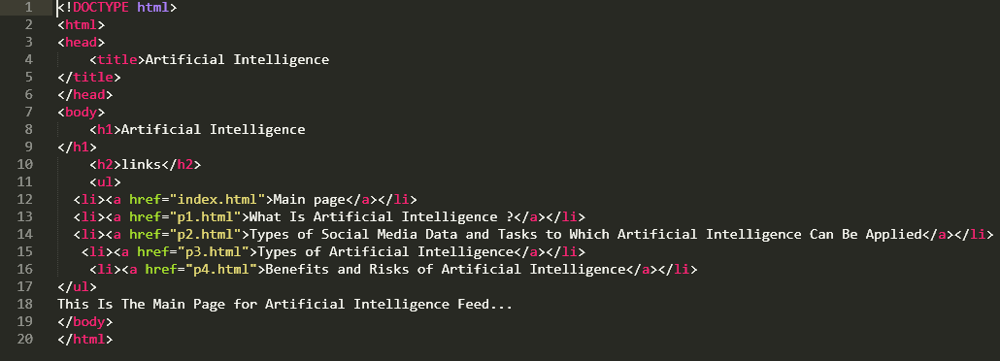 1 <!DOCTYPE html>
2 <html>
3 <head>
4     <title>Artificial Intelligence
5 </title>
6 </head>
7 <body>
8     <h1>Artificial Intelligence
9 </h1>
10     <h2>links</h2>
11     <ul>
12   <li><a href="index.html">Main page</a></li>
13   <li><a href="p1.html">What Is Artificial Intelligence ?</a></li>
14   <li><a href="p2.html">Types of Social Media Data and Tasks to Which Artificial Intelligence Can Be Applied</a></li>
15    <li><a href="p3.html">Types of Artificial Intelligence</a></li>
16     <li><a href="p4.html">Benefits and Risks of Artificial Intelligence</a></li>
17 </ul>
18 This Is The Main Page for Artificial Intelligence Feed...
19 </body>
20 </html>